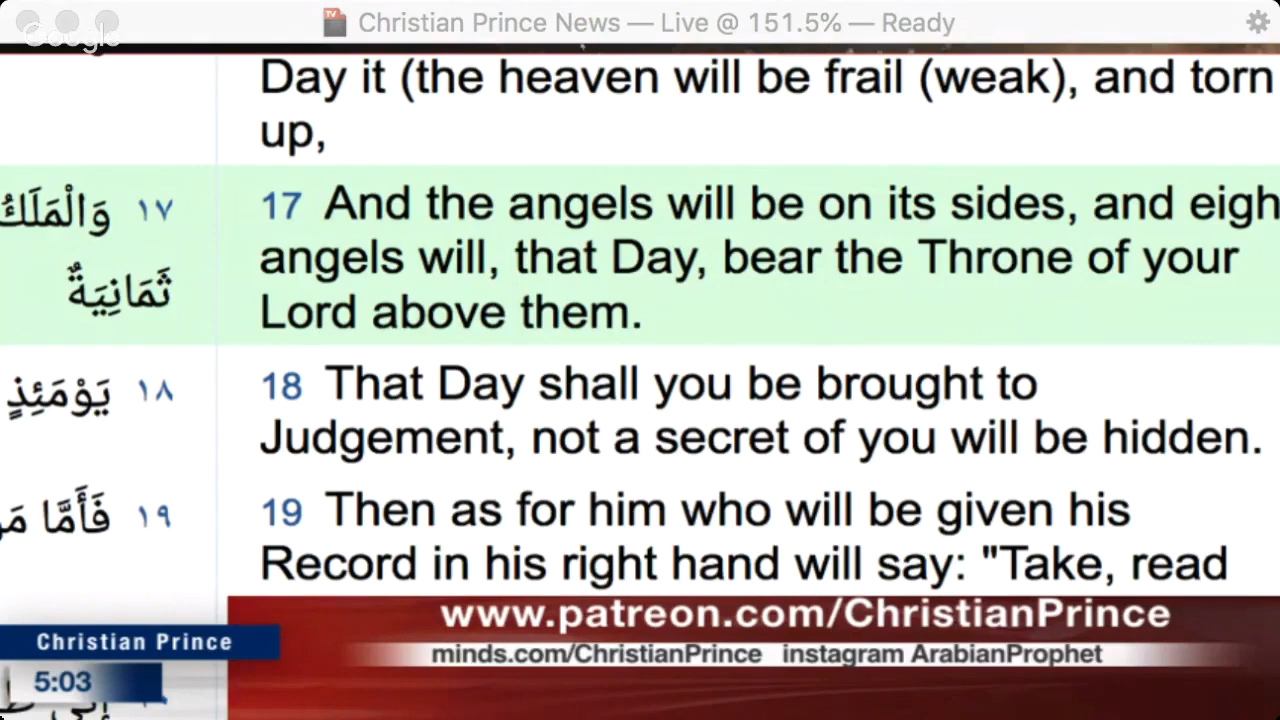 Christian Prince News — Live @ 151.5% — Ready
Google
Day it (the heaven will be frail (weak), and torn
up,
١٧ وَالْمَلَكُ
ثَمَانِيَةٌ
17 And the angels will be on its sides, and eigh
angels will, that Day, bear the Throne of your
Lord above them.
١٨ يَوْمَئِذٍ
18 That Day shall you be brought to
Judgement, not a secret of you will be hidden.
١٩ فَأَمَّا
19 Then as for him who will be given his
Record in his right hand will say: "Take, read
www.patreon.com/ChristianPrince
Christian Prince
minds.com/ChristianPrince instagram ArabianProphet
5:03